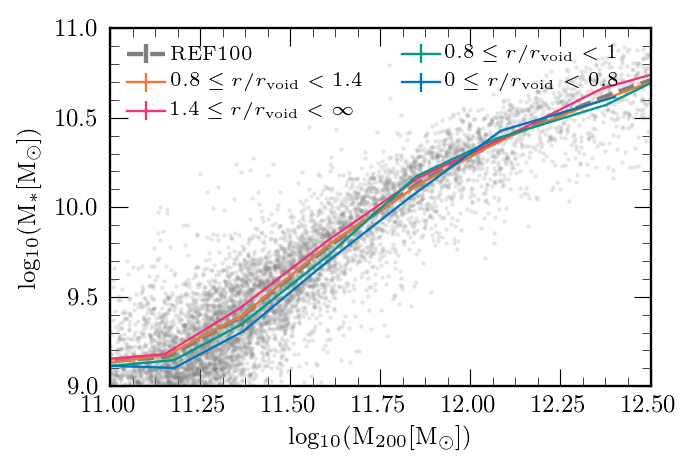 11.0
REF100
0.8 ≤ r/r_void < 1
0.8 ≤ r/r_void < 1.4
0 ≤ r/r_void < 0.8
1.4 ≤ r/r_void < ∞
10.5
10.0
9.5
9.0
log₁₀(M∗[M⊙])
11.00 11.25 11.50 11.75 12.00 12.25 12.50
log₁₀(M₂₀₀[M⊙])